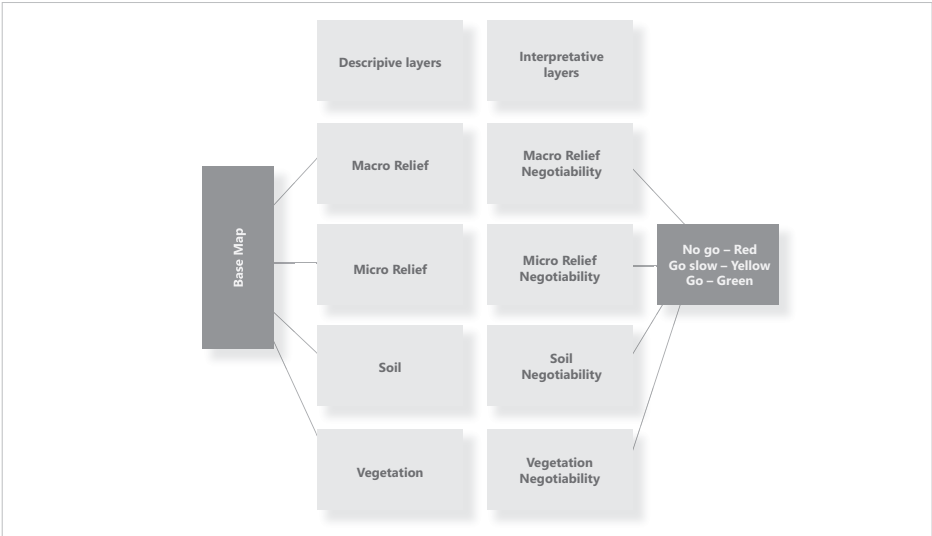 Descripive layers
Interpretative
layers
Macro Relief
Macro Relief
Negotiability
Base Map
Micro Relief
Micro Relief
Negotiability
No go – Red
Go slow – Yellow
Go – Green
Soil
Soil
Negotiability
Vegetation
Vegetation
Negotiability